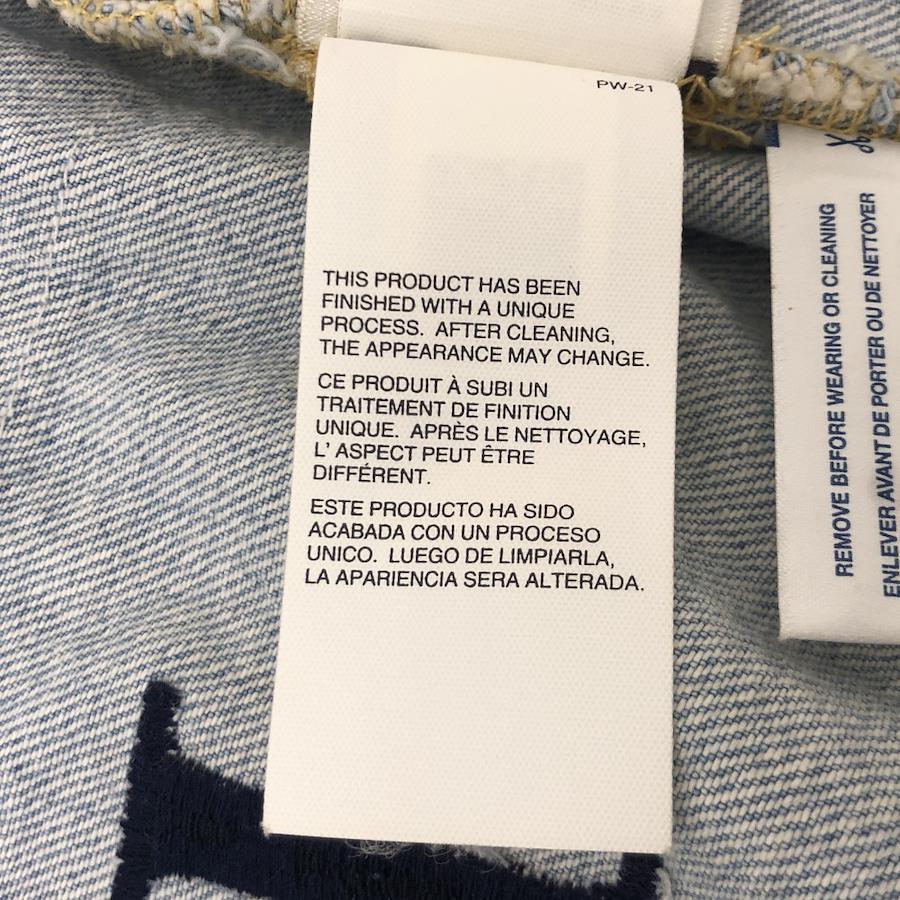 PW-21
THIS PRODUCT HAS BEEN
FINISHED WITH A UNIQUE
PROCESS. AFTER CLEANING,
THE APPEARANCE MAY CHANGE.
CE PRODUIT À SUBI UN
TRAITEMENT DE FINITION
UNIQUE. APRÈS LE NETTOYAGE,
L' ASPECT PEUT ÊTRE
DIFFÉRENT.
ESTE PRODUCTO HA SIDO
ACABADA CON UN PROCESO
UNICO. LUEGO DE LIMPIARLA,
LA APARIENCIA SERA ALTERADA.
REMOVE BEFORE WEARING OR CLEANING
ENLEVER AVANT DE PORTER OU DE NETTOYER